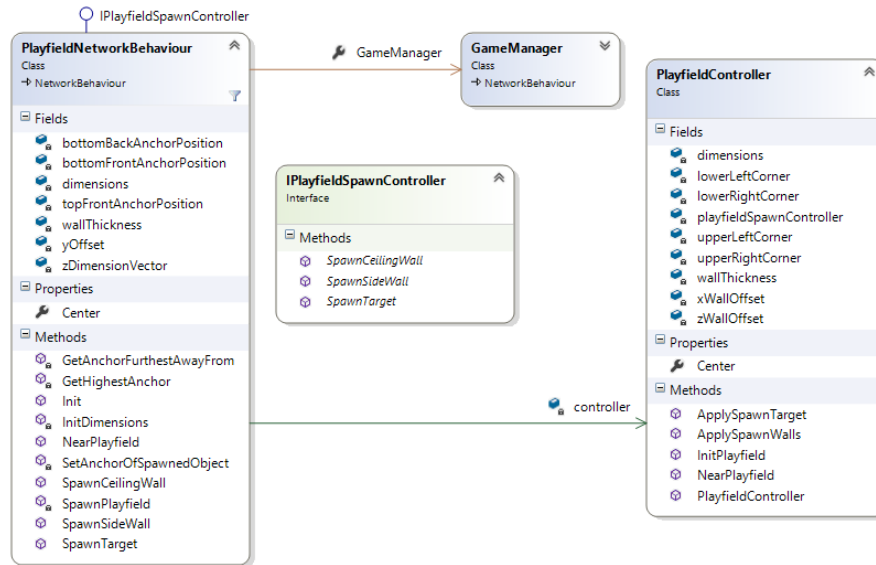 IPlayfieldSpawnController
PlayfieldNetworkBehaviour
Class
NetworkBehaviour
Fields
bottomBackAnchorPosition
bottomFrontAnchorPosition
dimensions
topFrontAnchorPosition
wallThickness
yOffset
zDimensionVector
Properties
Center
Methods
GetAnchorFurthestAwayFrom
GetHighestAnchor
Init
InitDimensions
NearPlayfield
SetAnchorOfSpawnedObject
SpawnCeilingWall
SpawnPlayfield
SpawnSideWall
SpawnTarget
GameManager
GameManager
Class
NetworkBehaviour
IPlayfieldSpawnController
Interface
Methods
SpawnCeilingWall
SpawnSideWall
SpawnTarget
controller
PlayfieldController
Class
Fields
dimensions
lowerLeftCorner
lowerRightCorner
playfieldSpawnController
upperLeftCorner
upperRightCorner
wallThickness
xWallOffset
zWallOffset
Properties
Center
Methods
ApplySpawnTarget
ApplySpawnWalls
InitPlayfield
NearPlayfield
PlayfieldController